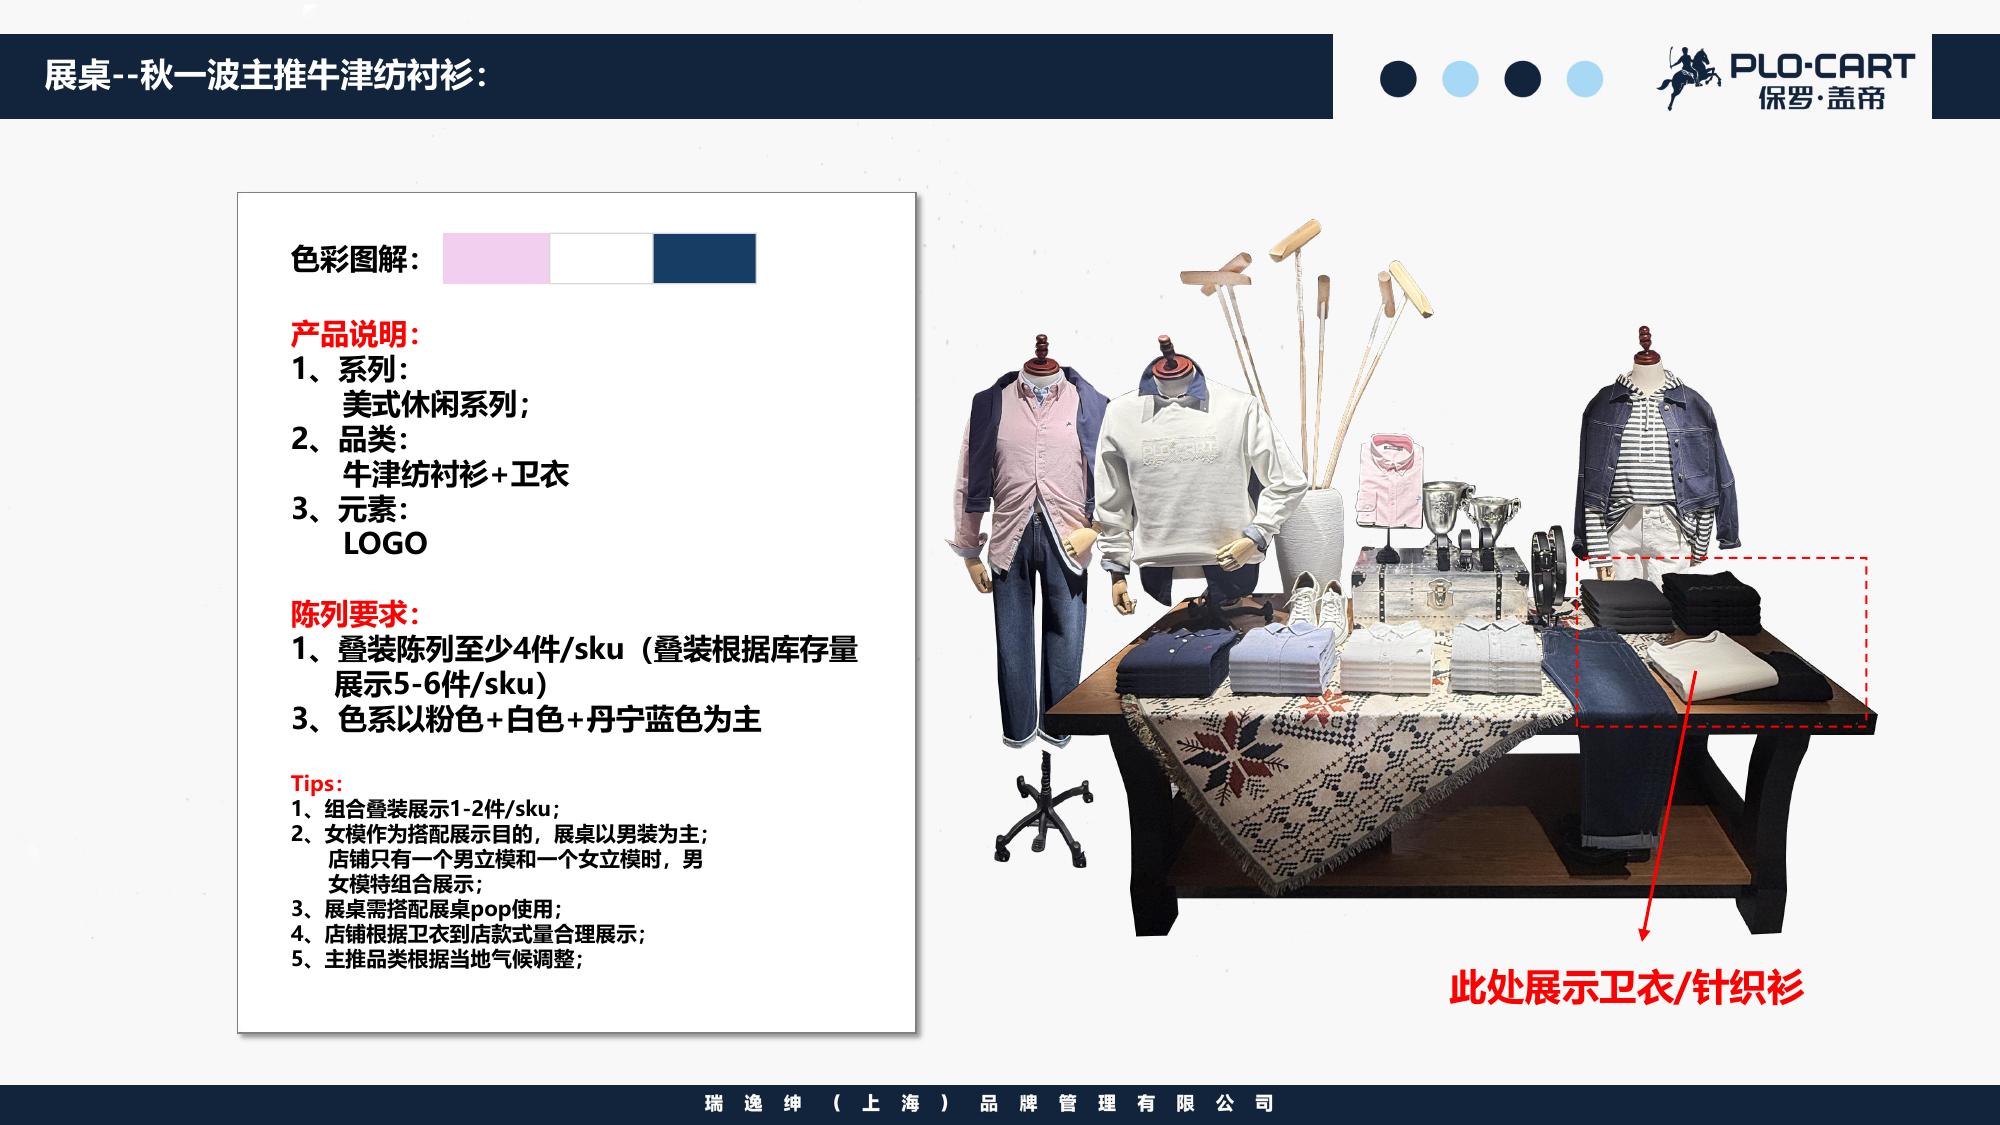 展桌--秋一波主推牛津纺衬衫：
PLO·CART
保罗·盖帝
色彩图解：
产品说明：
1、系列：
美式休闲系列；
2、品类：
牛津纺衬衫+卫衣
3、元素：
LOGO
陈列要求：
1、叠装陈列至少4件/sku（叠装根据库存量
展示5-6件/sku）
3、色系以粉色+白色+丹宁蓝色为主
Tips：
1、组合叠装展示1-2件/sku；
2、女模作为搭配展示目的，展桌以男装为主；
店铺只有一个男立模和一个女立模时，男
女模特组合展示；
3、展桌需搭配展桌pop使用；
4、店铺根据卫衣到店款式量合理展示；
5、主推品类根据当地气候调整；
PLO-CART
此处展示卫衣/针织衫
瑞逸绅（上海）品牌管理有限公司